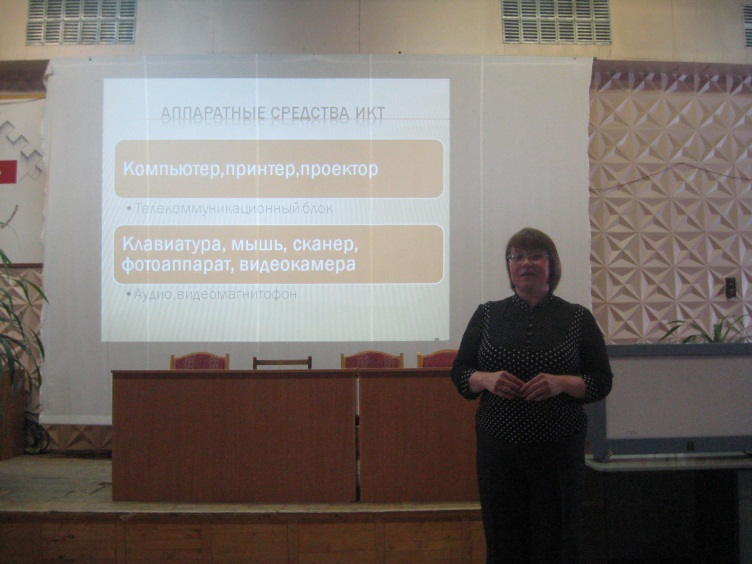 АППАРАТНЫЕ СРЕДСТВА ИКТ
Компьютер,принтер,проектор
• Телекоммуникационный блок
Клавиатура, мышь, сканер,
фотоаппарат, видеокамера
• Аудио,видеомагнитофон